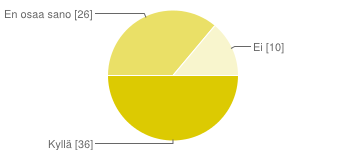 En osaa sano [26]
Ei [10]
Kyllä [36]